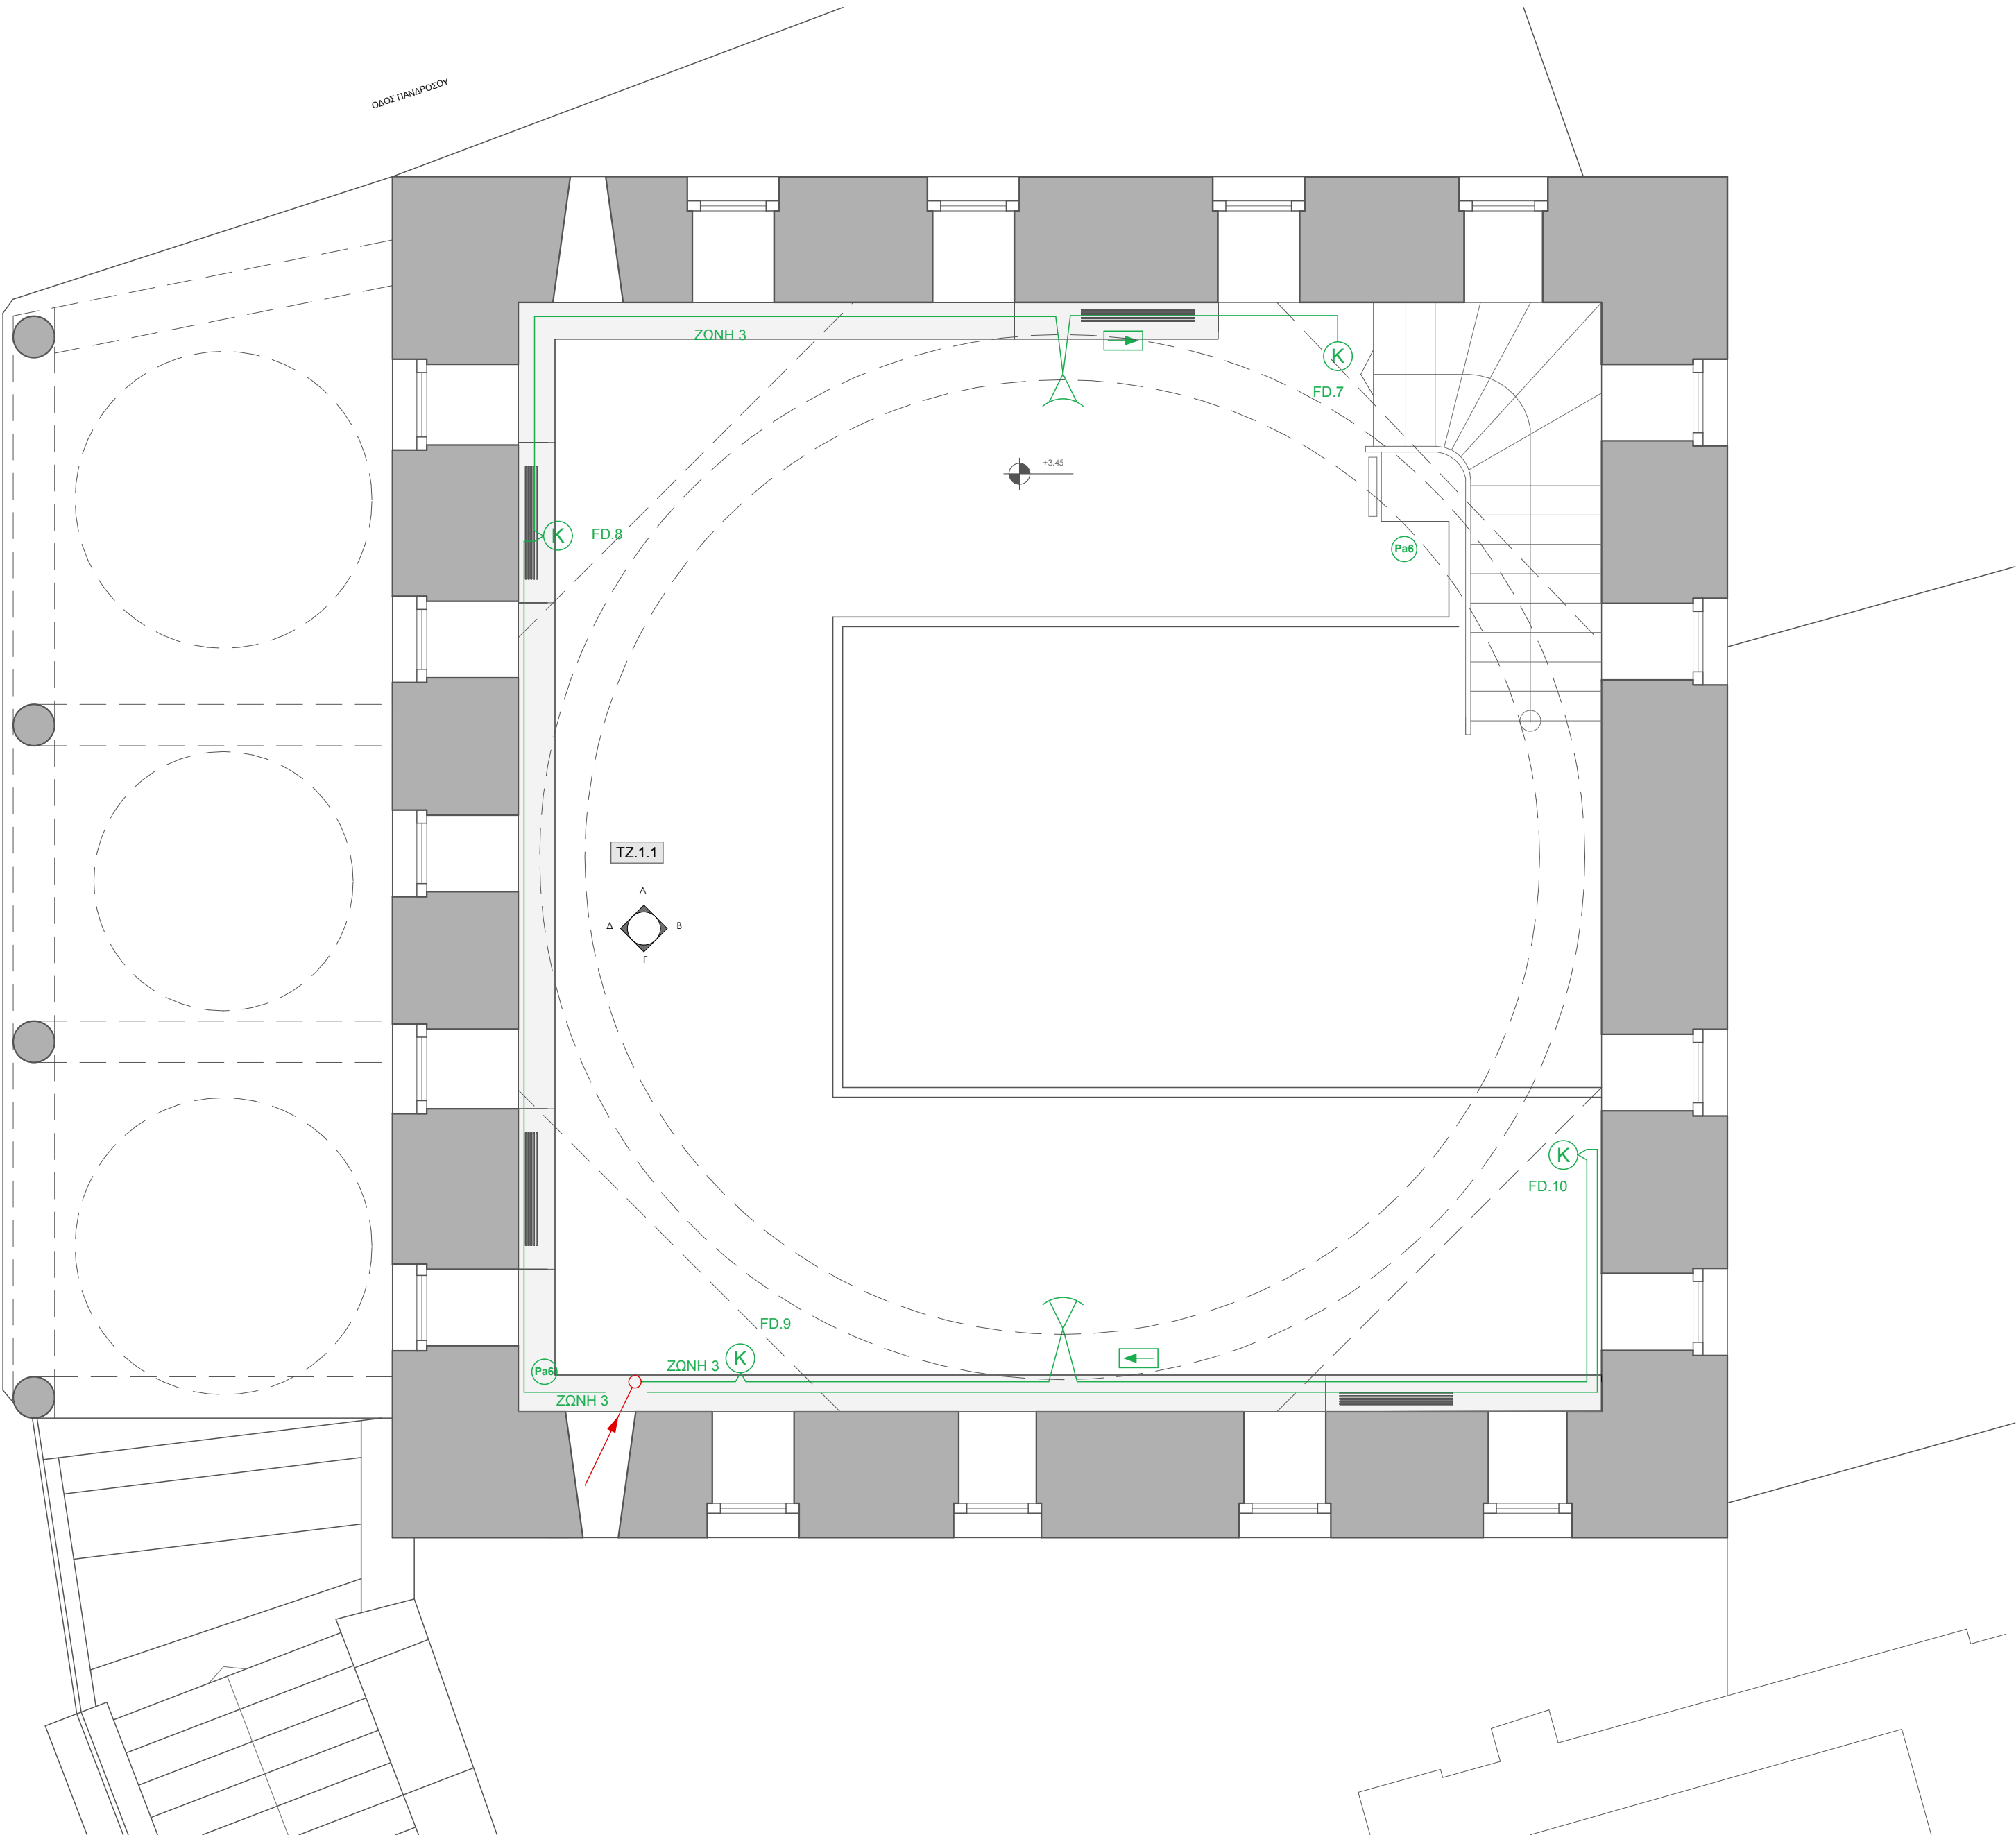 ΟΔΟΣ ΠΑΝΔΡΟΣΟΥ
ΖΩΝΗ 3
K
FD.7
+3.45
K
FD.8
Pa6
TZ.1.1
A
Δ
B
Γ
K
FD.10
FD.9
K
ΖΩΝΗ 3
Pa6
ΖΩΝΗ 3